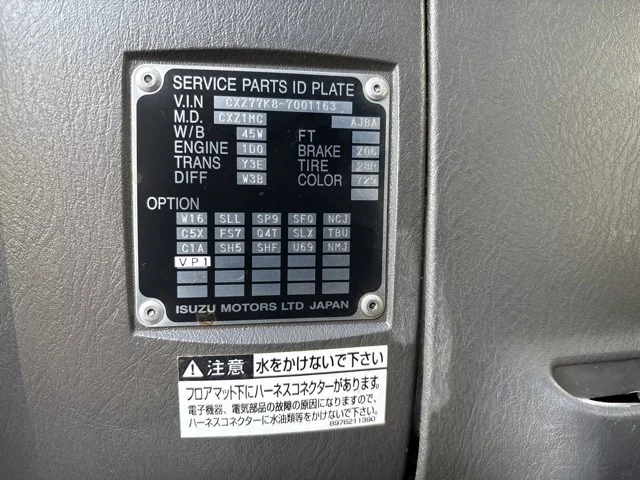 SERVICE PARTS ID PLATE
V.I.N CXZ77K8-7001163
M.D. CXZ1MC AJBA
W/B 45W FT
ENGINE 1DQ BRAKE
TRANS Y3E TIRE
DIFF W3B COLOR 729
OPTION
W16 SLL SP9 SFQ NCJ
C5X FS7 Q4T SLX TBU
C1A SH5 SHF U69 NMJ
VP1
ISUZU MOTORS LTD JAPAN
注意 水をかけないで下さい
フロアマット下にハーネスコネクターがあります。
電子機器、電気部品の故障の原因になりますので、
ハーネスコネクターに水油類等をかけないで下さい。
8976211390